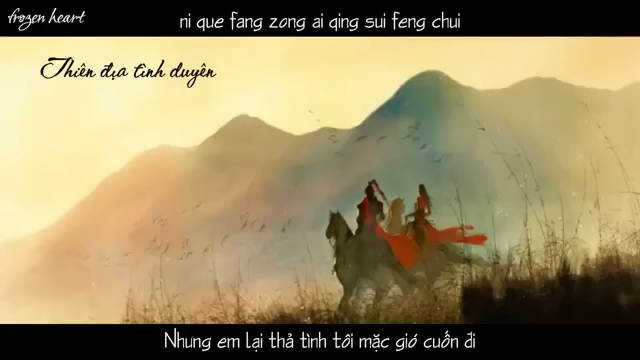 frozen heart
ni que fang zong ai qing sui feng chui
Thiên địa tình duyên
Nhưng em lại thả tình tôi mặc gió cuốn đi